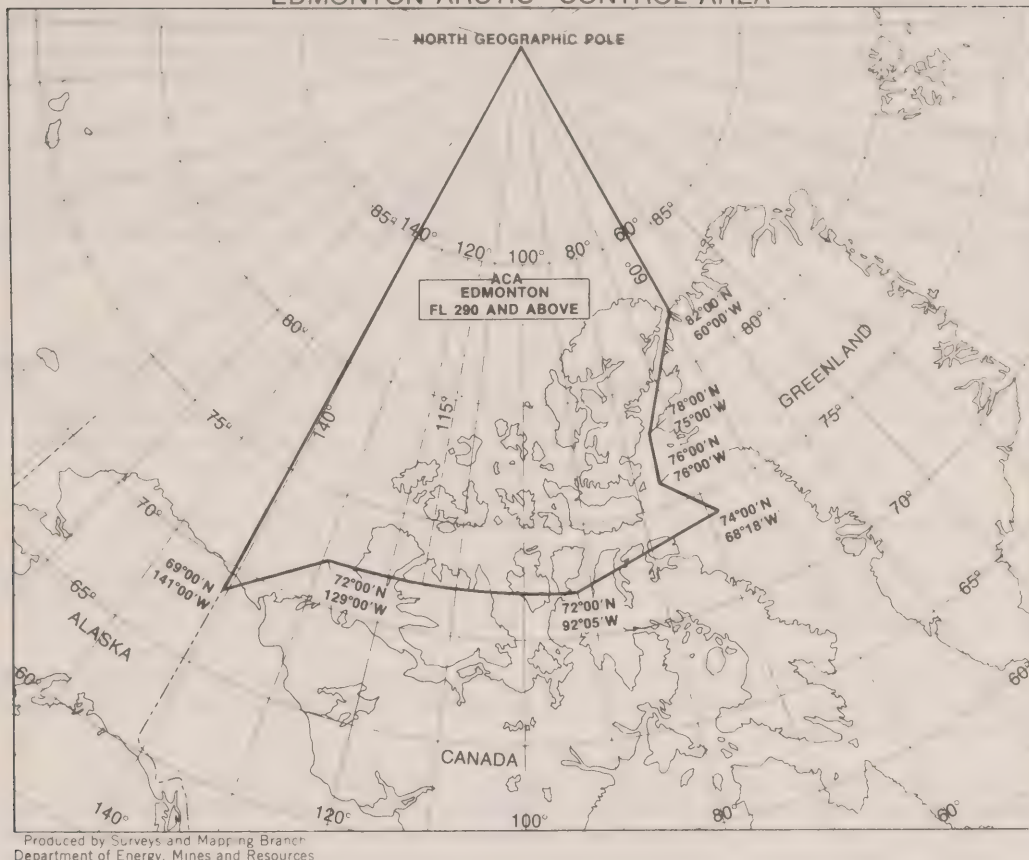 EDMONTON ARCTIC CONTROL AREA
NORTH GEOGRAPHIC POLE
85° 140° 120° 100° 80° 60° 85°
60°
ACA
EDMONTON
FL 290 AND ABOVE
82°00'N
60°00'W
80°
80°
GREENLAND
78°00'N
75°00'W
75°
75°
140°
115°
76°00'N
76°00'W
70°
70°
74°00'N
68°18'W
69°00'N
141°00'W
72°00'N
129°00'W
72°00'N
92°05'W
65°
65°
ALASKA
60°
60°
CANADA
140°
120°
100°
80°
60°
Produced by Surveys and Mapping Branch
Department of Energy, Mines and Resources